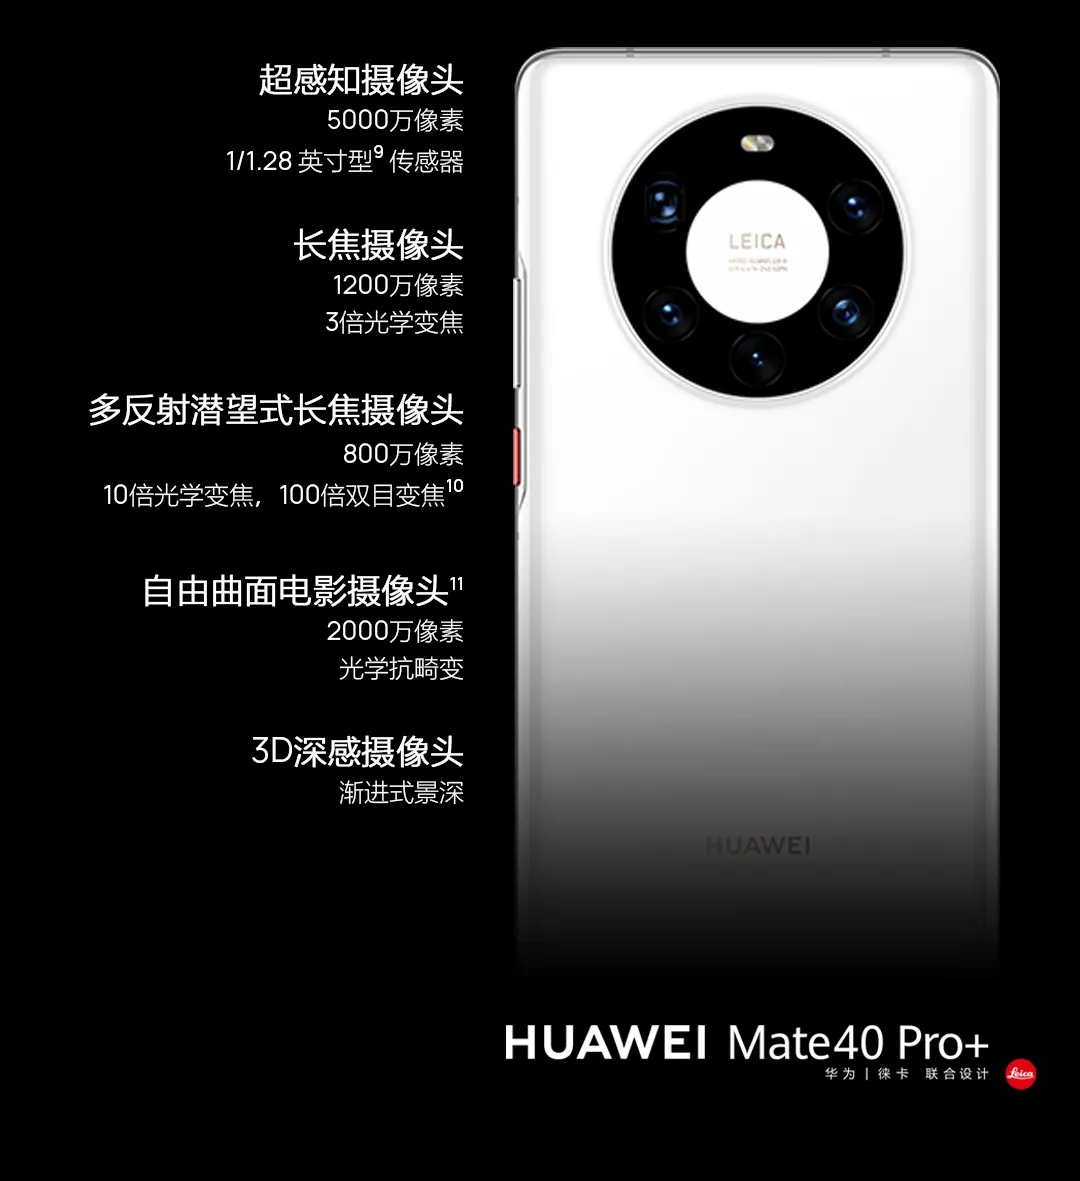 超感知摄像头
5000万像素
1/1.28 英寸型⁹ 传感器
长焦摄像头
1200万像素
3倍光学变焦
多反射潜望式长焦摄像头
800万像素
10倍光学变焦，100倍双目变焦¹⁰
自由曲面电影摄像头¹¹
2000万像素
光学抗畸变
3D深感摄像头
渐进式景深
LEICA
HUAWEI
HUAWEI Mate40 Pro+
华为 | 徕卡 联合设计
Leica